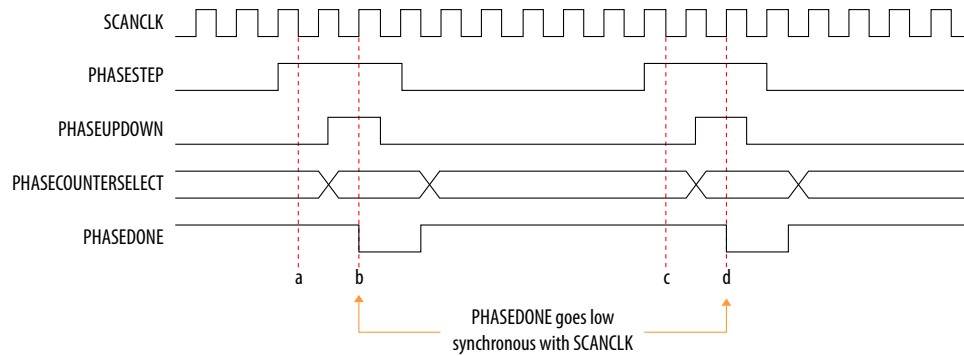 SCANCLK
PHASESTEP
PHASEUPDOWN
PHASECOUNTERSELECT
PHASEDONE
a b c d
PHASEDONE goes low
synchronous with SCANCLK